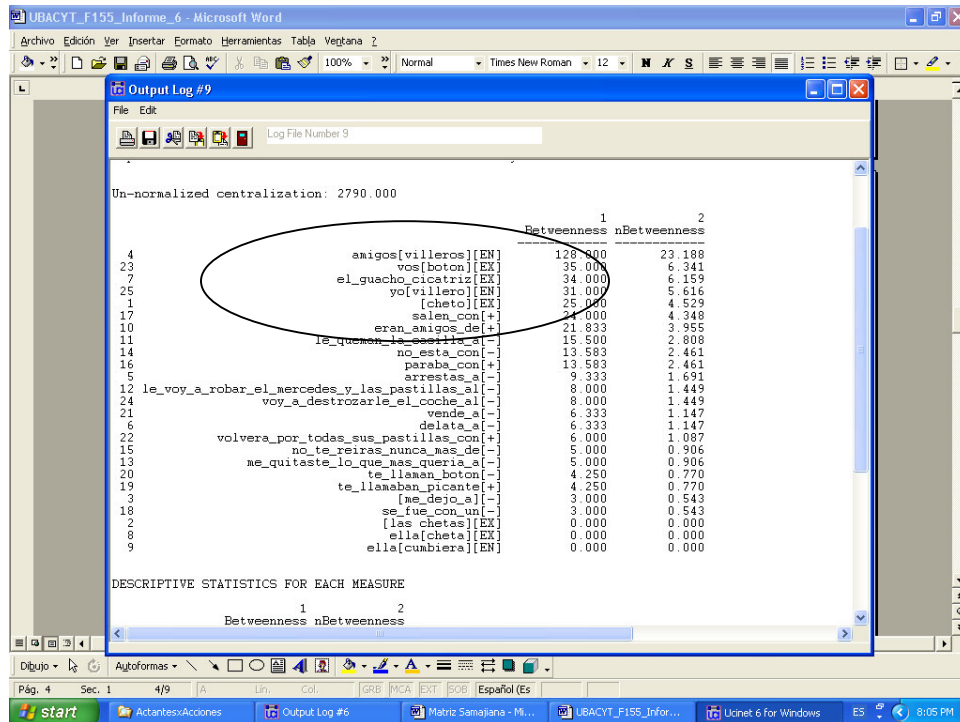 UBACYT_F155_Informe_6 - Microsoft Word
Archivo Edición Ver Insertar Formato Herramientas Tabla Ventana ?
100% Normal Times New Roman 12 N K S
Output Log #9
File Edit
Log File Number 9
Un-normalized centralization: 2790.000
1 2
Betweenness nBetweenness
------------ ------------
4 amigos[villeros][EN] 128.000 23.188
23 vos[boton][EX] 35.000 6.341
7 el_guacho_cicatriz[EX] 34.000 6.159
25 yo[villero][EN] 31.000 5.616
1 [cheto][EX] 25.000 4.529
17 salen_con[+] 24.000 4.348
10 eran_amigos_de[+] 21.833 3.955
11 le_queman_la_casilla_a[-] 15.500 2.808
14 no_esta_con[-] 13.583 2.461
16 paraba_con[+] 13.583 2.461
5 arrestas_a[-] 9.333 1.691
12 le_voy_a_robar_el_mercedes_y_las_pastillas_al[-] 8.000 1.449
24 voy_a_destrozarle_el_coche_al[-] 8.000 1.449
21 vende_a[-] 6.333 1.147
6 delata_a[-] 6.333 1.147
22 volvera_por_todas_sus_pastillas_con[+] 6.000 1.087
15 no_te_reiras_nunca_mas_de[-] 5.000 0.906
13 me_quitaste_lo_que_mas_queria_a[-] 5.000 0.906
20 te_llaman_boton[-] 4.250 0.770
19 te_llamaban_picante[+] 4.250 0.770
3 [me_dejo_a][-] 3.000 0.543
18 se_fue_con_un[-] 3.000 0.543
2 [las chetas][EX] 0.000 0.000
8 ella[cheta][EX] 0.000 0.000
9 ella[cumbiera][EN] 0.000 0.000
DESCRIPTIVE STATISTICS FOR EACH MEASURE
1 2
Betweenness nBetweenness
Dibujo Autoformas
Pág. 4 Sec. 1 4/9 A Lín. Col. GRB MCA EXT SOB Español (Es
start ActantesxAcciones Output Log #6 Matriz Samajiana - Mi... UBACYT_F155_Infor... Ucinet 6 for Windows ES 8:05 PM